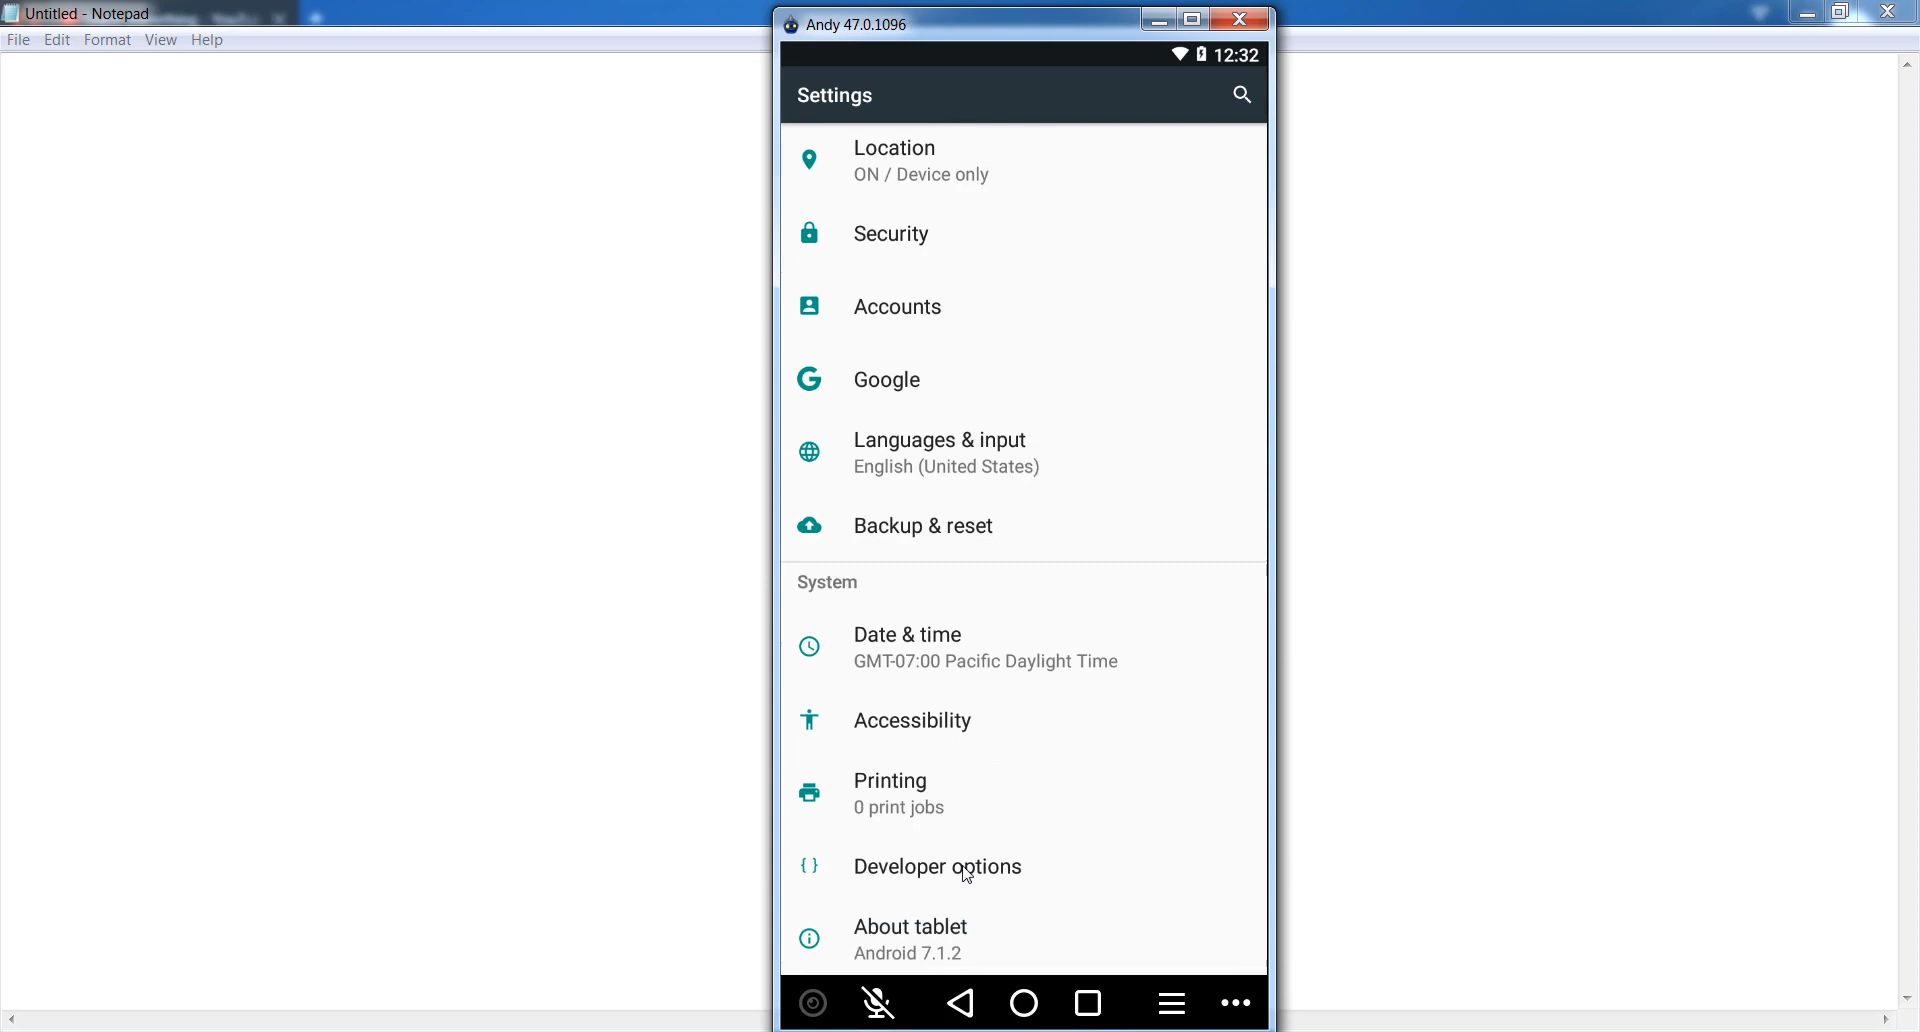 Untitled - Notepad
File Edit Format View Help
Andy 47.0.1096
12:32
Settings
Location
ON / Device only
Security
Accounts
Google
Languages & input
English (United States)
Backup & reset
System
Date & time
GMT-07:00 Pacific Daylight Time
Accessibility
Printing
0 print jobs
Developer options
About tablet
Android 7.1.2